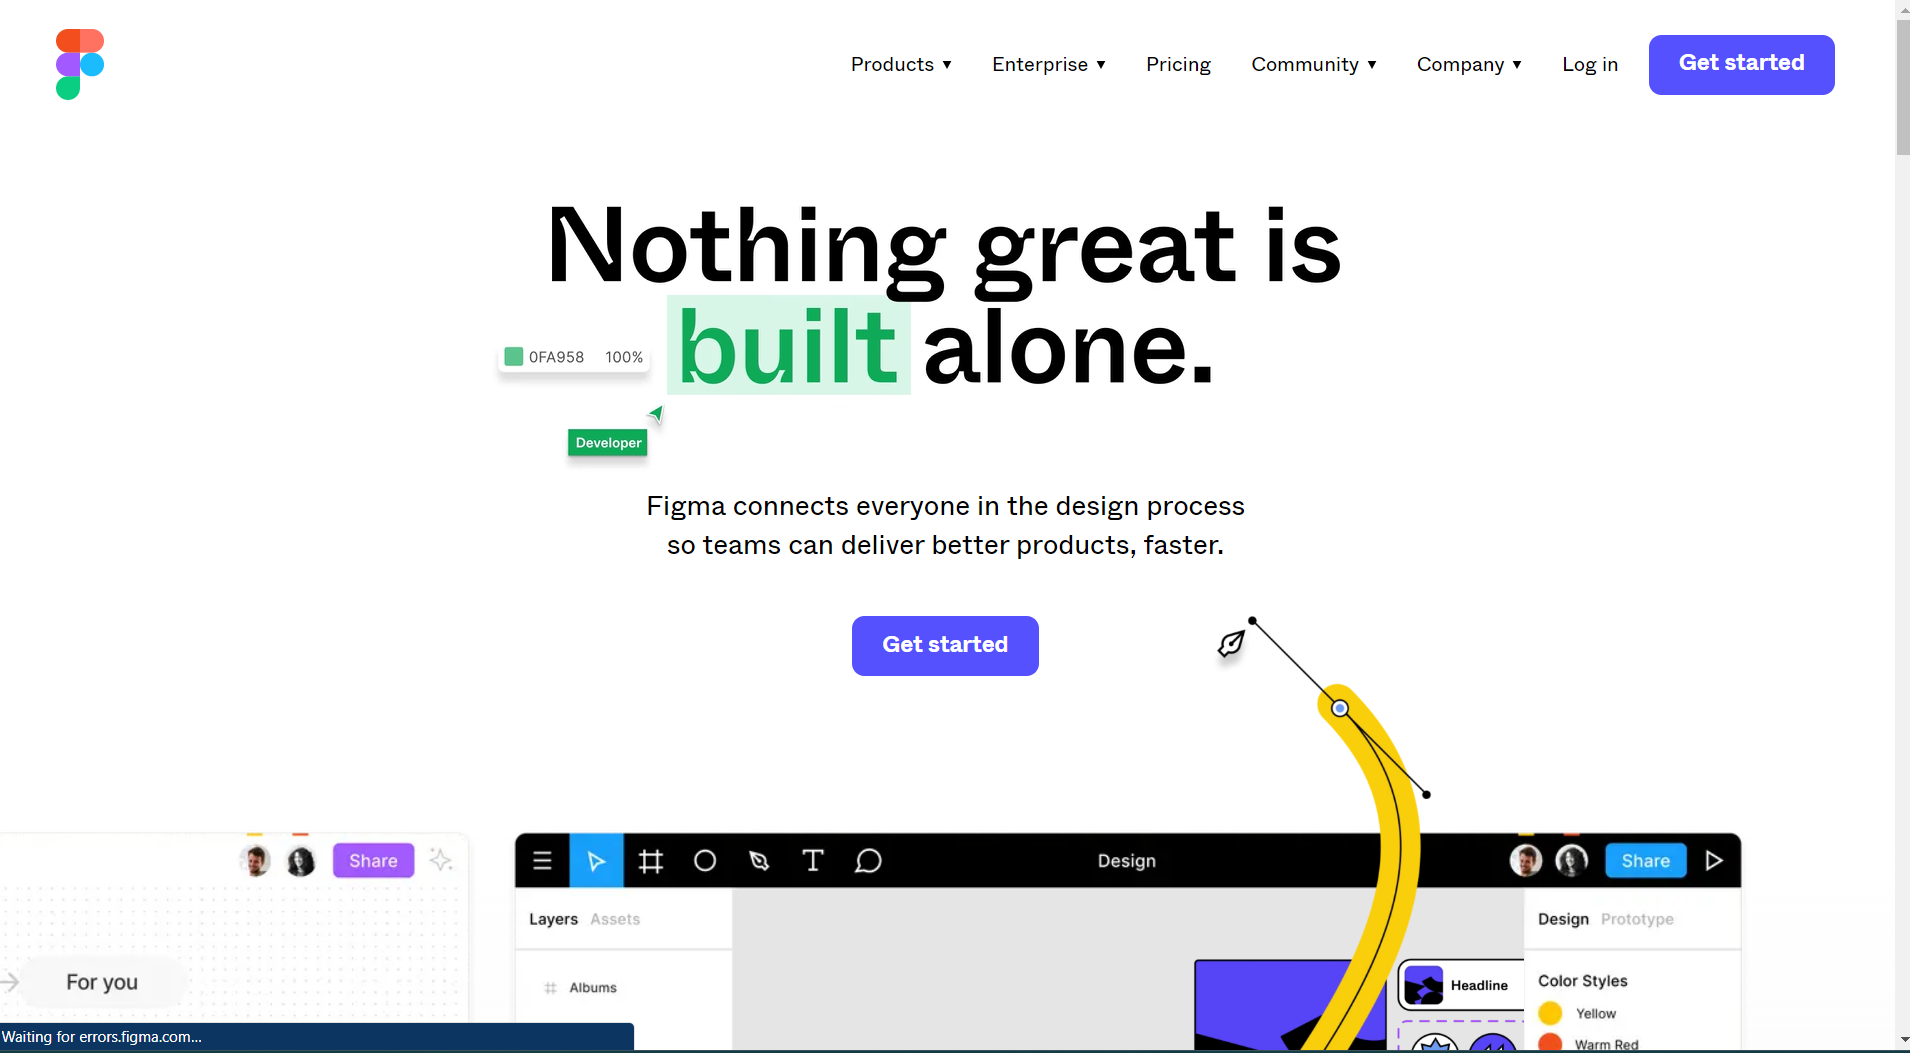 Products ▼ Enterprise ▼ Pricing Community ▼ Company ▼ Log in Get started
Nothing great is
built alone.
0FA958 100%
Developer
Figma connects everyone in the design process
so teams can deliver better products, faster.
Get started
Share
Design
Share
Layers Assets
Design Prototype
For you
Albums
Headline
Color Styles
Yellow
Warm Red
Waiting for errors.figma.com...